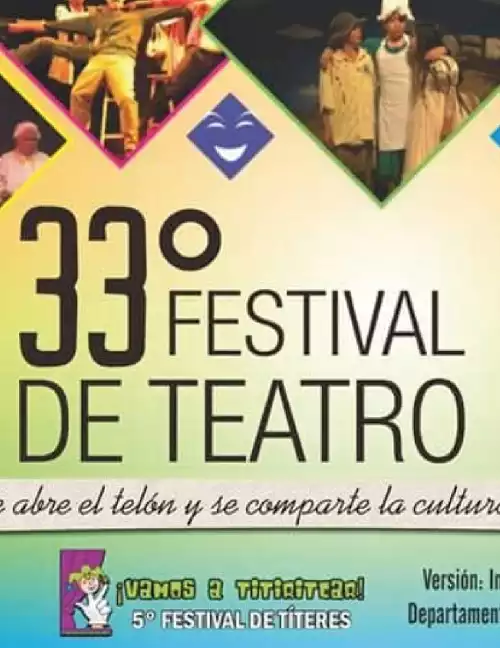 33° FESTIVAL
DE TEATRO
e abre el telón y se comparte la cultura
¡VAMOS A TITIRITEAR!
5° FESTIVAL DE TÍTERES
Versión: In
Departament